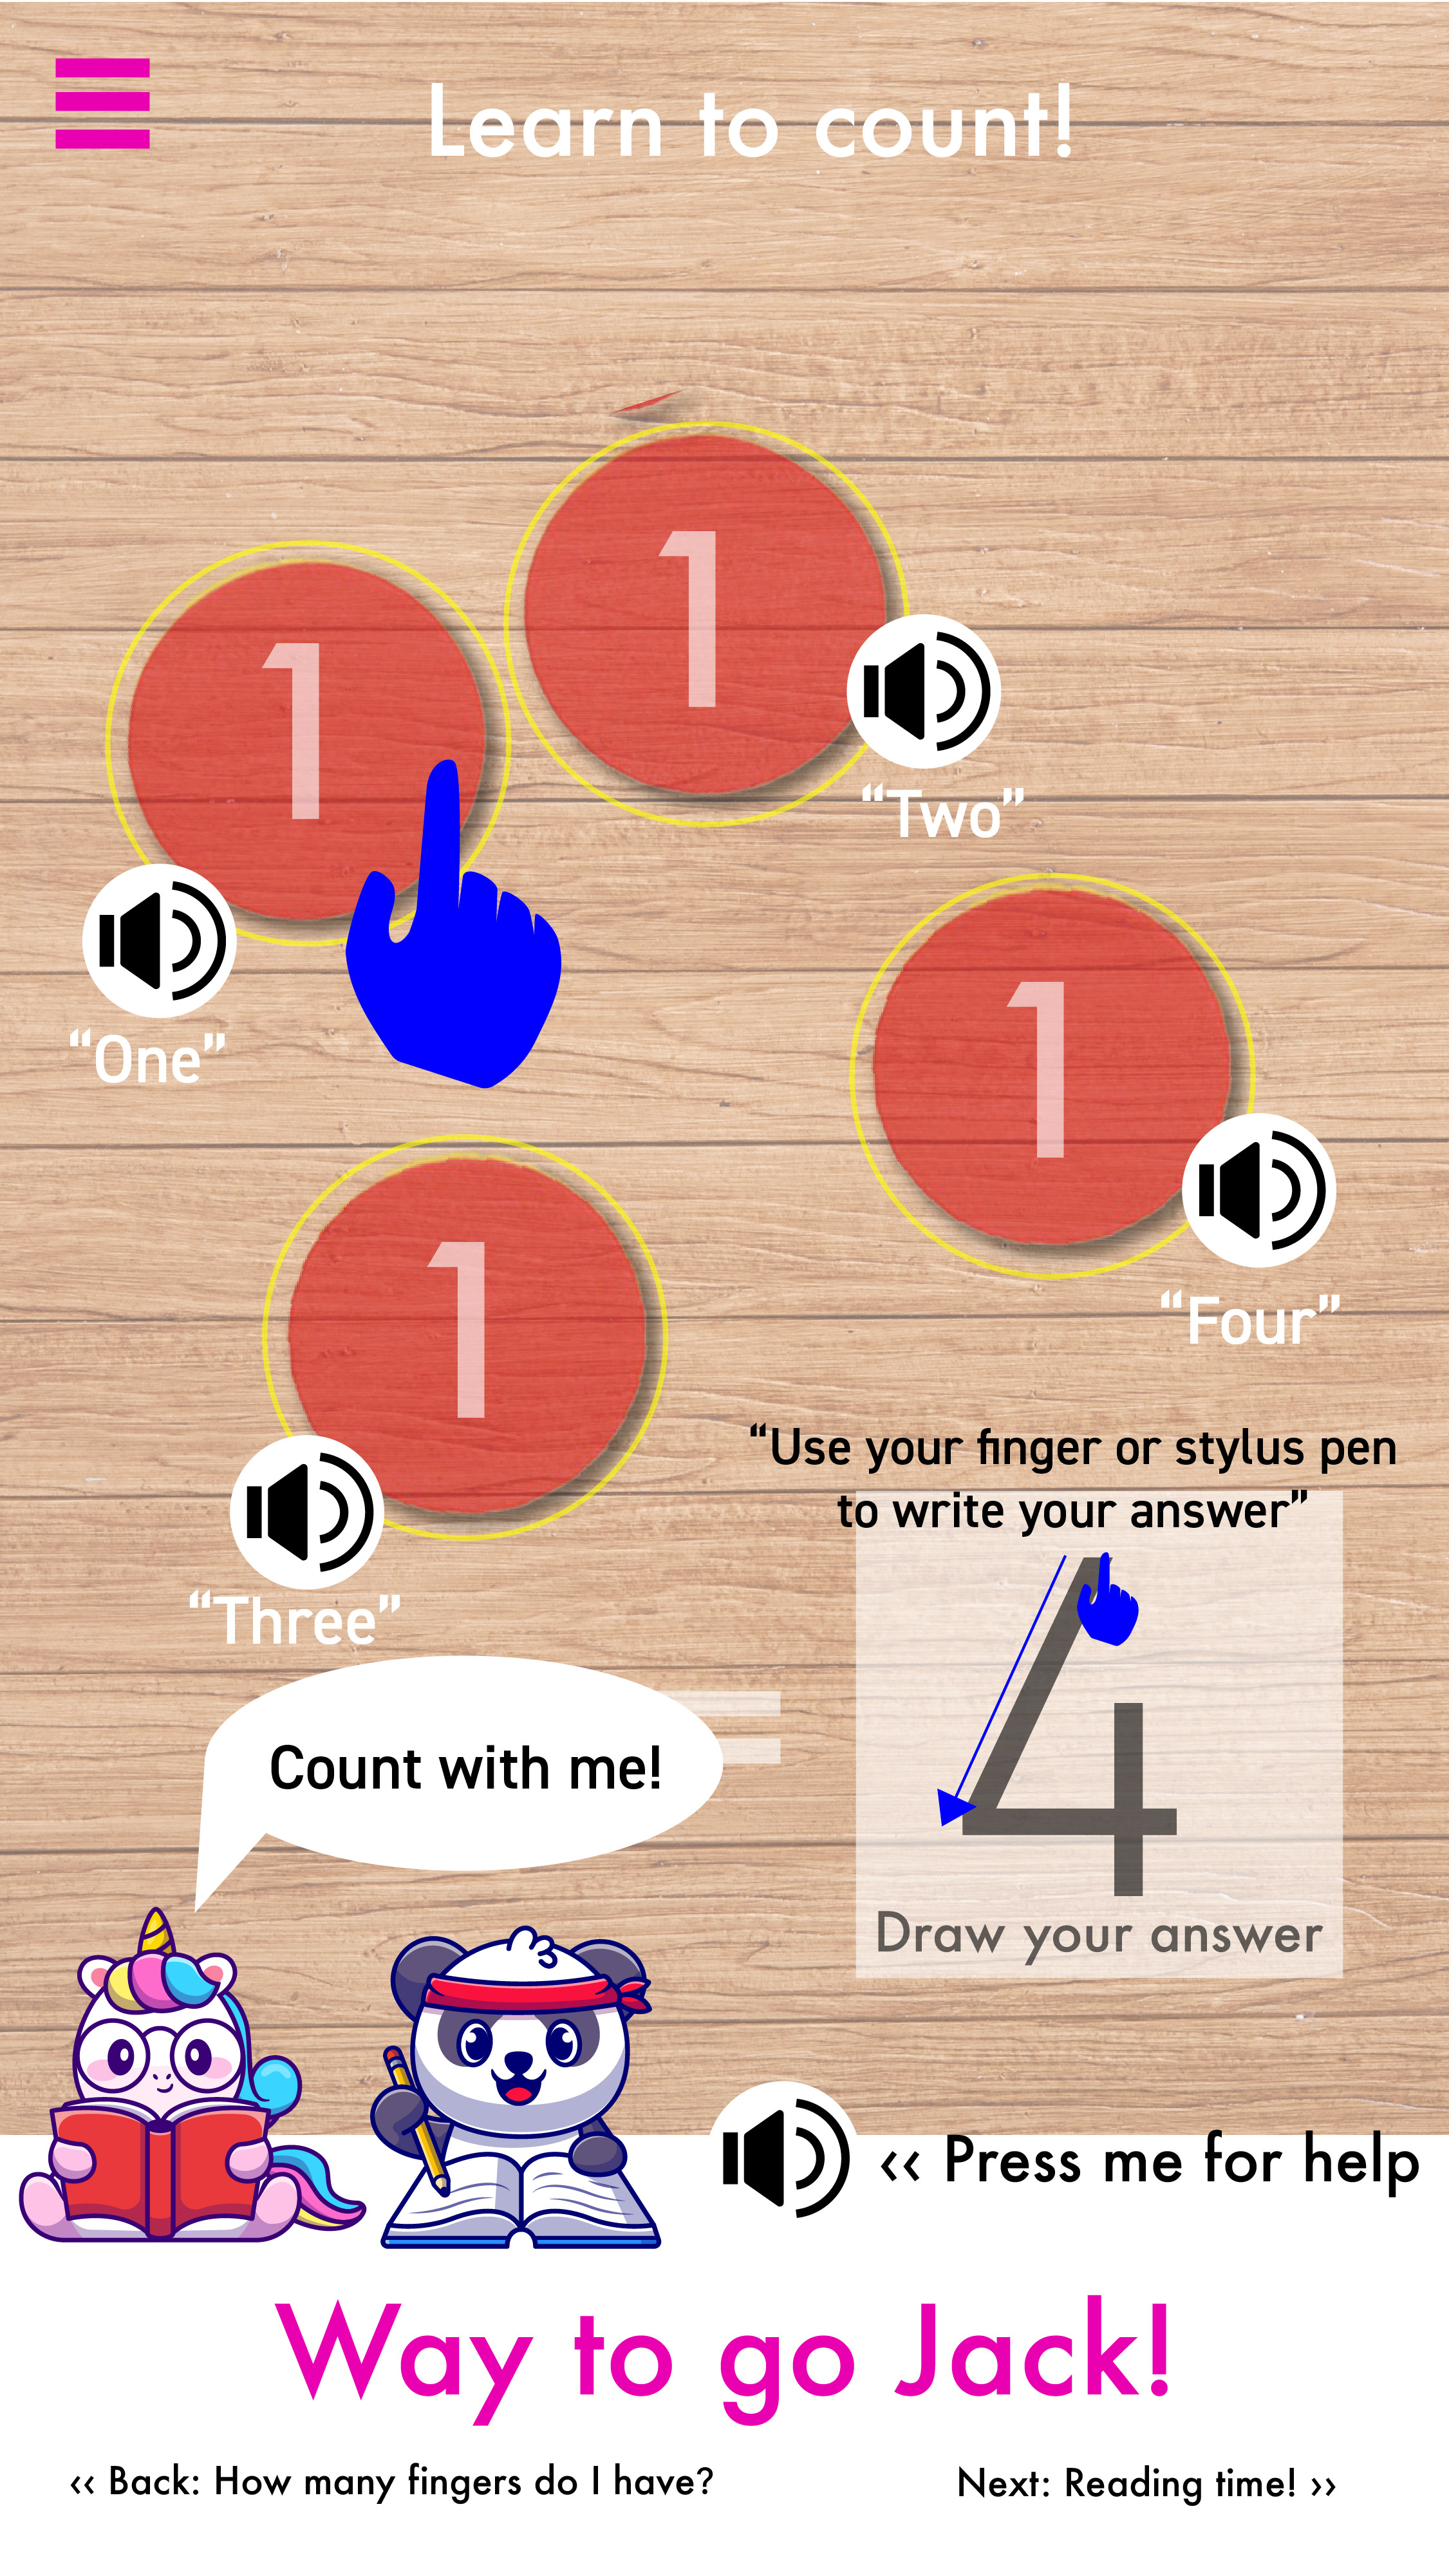 Learn to count!
1
1
“Two”
“One”
1
1
“Four”
“Three”
“Use your finger or stylus pen
to write your answer”
=
4
Count with me!
Draw your answer
‹‹ Press me for help
Way to go Jack!
‹‹ Back: How many fingers do I have?
Next: Reading time! ››